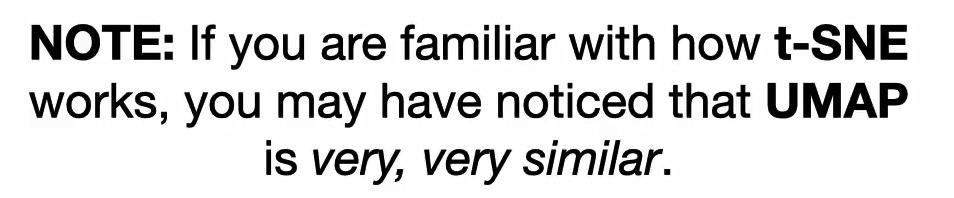 NOTE: If you are familiar with how t-SNE
works, you may have noticed that UMAP
is very, very similar.